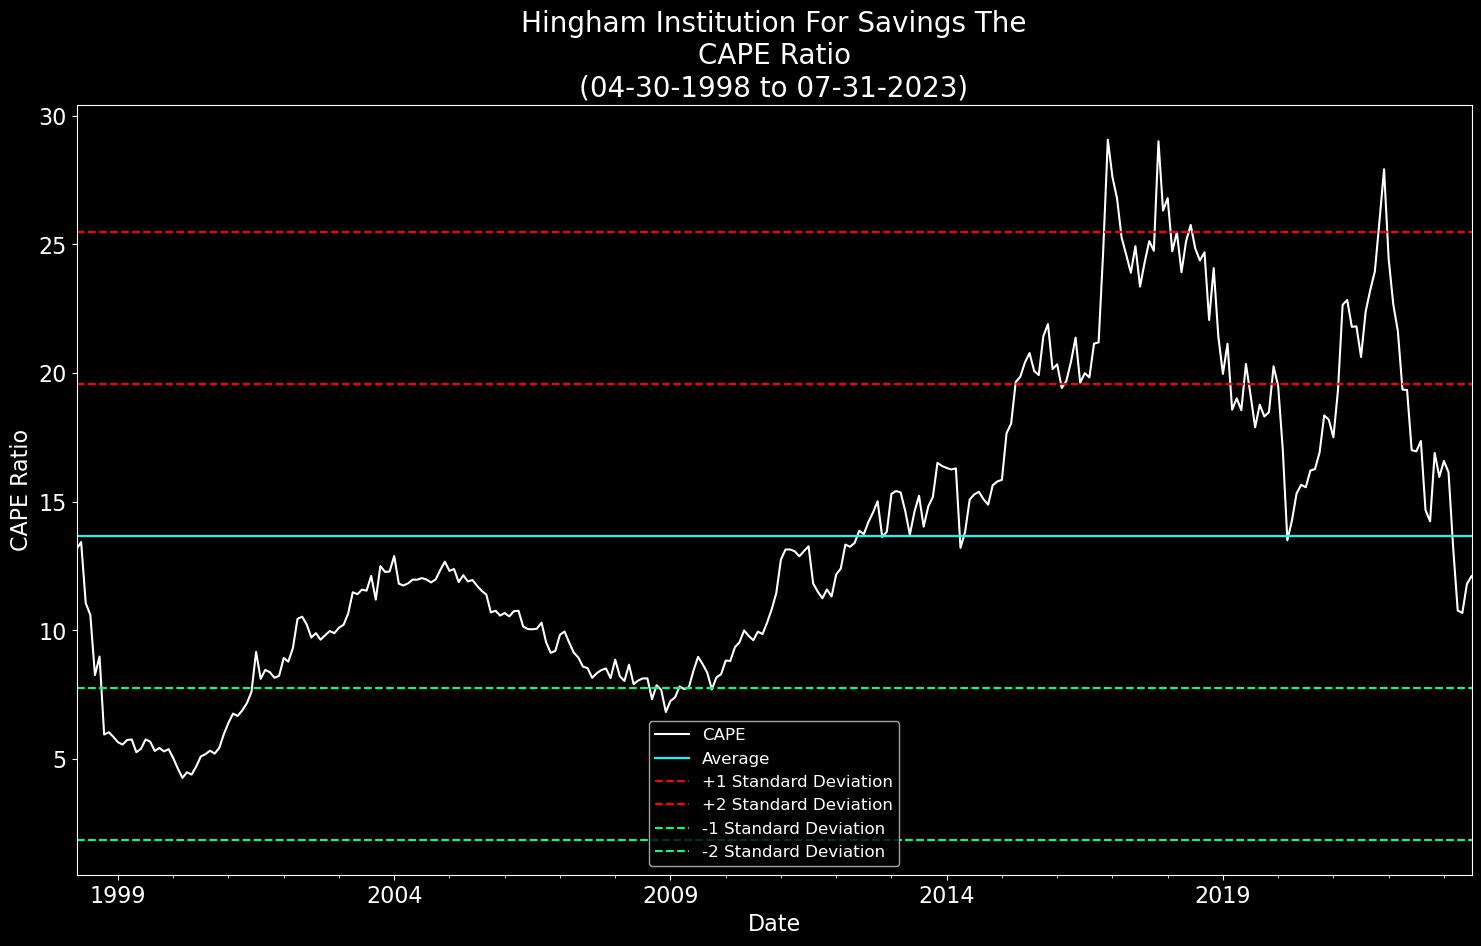 Hingham Institution For Savings The
CAPE Ratio
(04-30-1998 to 07-31-2023)
30
25
20
15
10
5
CAPE Ratio
CAPE
Average
+1 Standard Deviation
+2 Standard Deviation
-1 Standard Deviation
-2 Standard Deviation
1999
2004
2009
2014
2019
Date